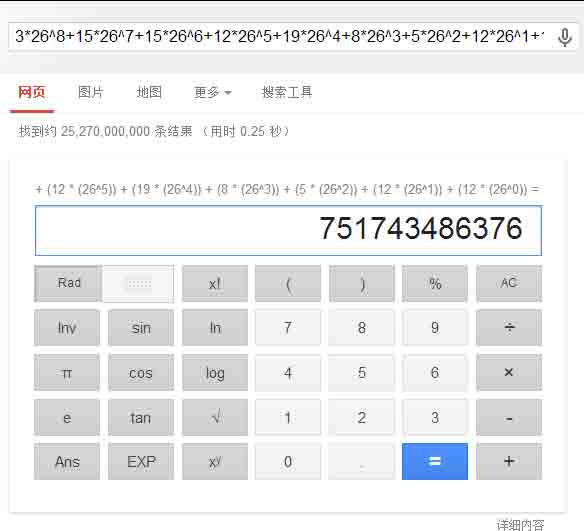 3*26^8+15*26^7+15*26^6+12*26^5+19*26^4+8*26^3+5*26^2+12*26^1+1
网页 图片 地图 更多 搜索工具
找到约 25,270,000,000 条结果 （用时 0.25 秒）
+ (12 * (26^5)) + (19 * (26^4)) + (8 * (26^3)) + (5 * (26^2)) + (12 * (26^1)) + (12 * (26^0)) =
751743486376
Rad x! ( ) % AC
Inv sin ln 7 8 9 ÷
π cos log 4 5 6 ×
e tan √ 1 2 3 -
Ans EXP xʸ 0 . = +
详细内容